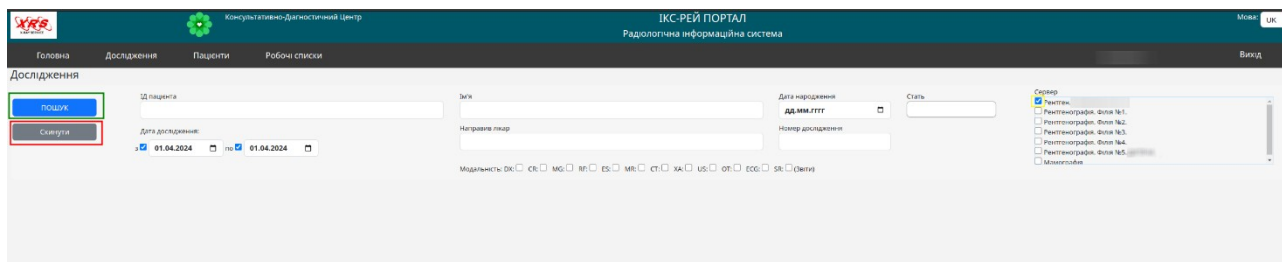 XRS
Консультативно-Діагностичний Центр
ІКС-РЕЙ ПОРТАЛ
Радіологічна інформаційна система
Мова: UK
Головна Дослідження Пацієнти Робочі списки Вихід
Дослідження
ПОШУК
Скинути
ІД пацієнта
Ім'я
Дата народження
дд.мм.гггг
Стать
Дата дослідження:
з 01.04.2024 по 01.04.2024
Направив лікар
Номер дослідження
Модальність: DX: CR: MG: RF: ES: MR: CT: XA: US: OT: ECG: SR: (Звіти)
Сервер
Рентген.
Рентгенографія. Філія №1.
Рентгенографія. Філія №2.
Рентгенографія. Філія №3.
Рентгенографія. Філія №4.
Рентгенографія. Філія №5.
Мамографія